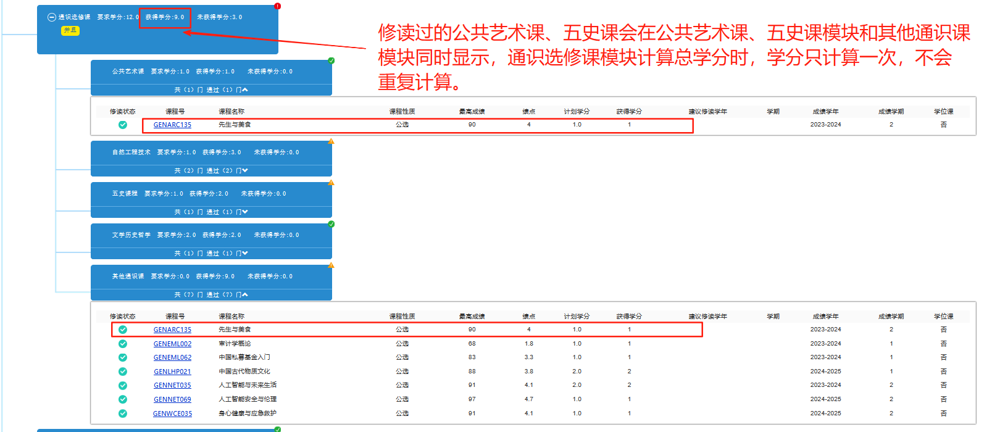 通识选修课 要求学分:12.0 获得学分:9.0 未获得学分:3.0
并且
修读过的公共艺术课、五史课会在公共艺术课、五史课模块和其他通识课
模块同时显示，通识选修课模块计算总学分时，学分只计算一次，不会
重复计算。
公共艺术课 要求学分:1.0 获得学分:1.0 未获得学分:0.0
共（1）门 通过（1）门
修读状态 课程号 课程名称 课程性质 最高成绩 绩点 计划学分 获得学分 建议修读学年 学期 成绩学年 成绩学期 学位课
GENARC135 先生与美食 公选 90 4 1.0 1 2023-2024 2 否
自然工程技术 要求学分:1.0 获得学分:3.0 未获得学分:0.0
共（2）门 通过（2）门
五史课程 要求学分:1.0 获得学分:2.0 未获得学分:0.0
共（1）门 通过（1）门
文学历史哲学 要求学分:2.0 获得学分:2.0 未获得学分:0.0
共（1）门 通过（1）门
其他通识课 要求学分:0.0 获得学分:9.0 未获得学分:0.0
共（7）门 通过（7）门
修读状态 课程号 课程名称 课程性质 最高成绩 绩点 计划学分 获得学分 建议修读学年 学期 成绩学年 成绩学期 学位课
GENARC135 先生与美食 公选 90 4 1.0 1 2023-2024 2 否
GENEML002 审计学概论 公选 68 1.8 1.0 1 2023-2024 1 否
GENEML062 中国私募基金入门 公选 83 3.3 1.0 1 2023-2024 1 否
GENLHP021 中国古代物质文化 公选 88 3.8 2.0 2 2024-2025 1 否
GENNET035 人工智能与未来生活 公选 91 4.1 2.0 2 2023-2024 2 否
GENNET069 人工智能安全与伦理 公选 97 4.7 1.0 1 2024-2025 2 否
GENWCE035 身心健康与应急救护 公选 91 4.1 1.0 1 2024-2025 2 否